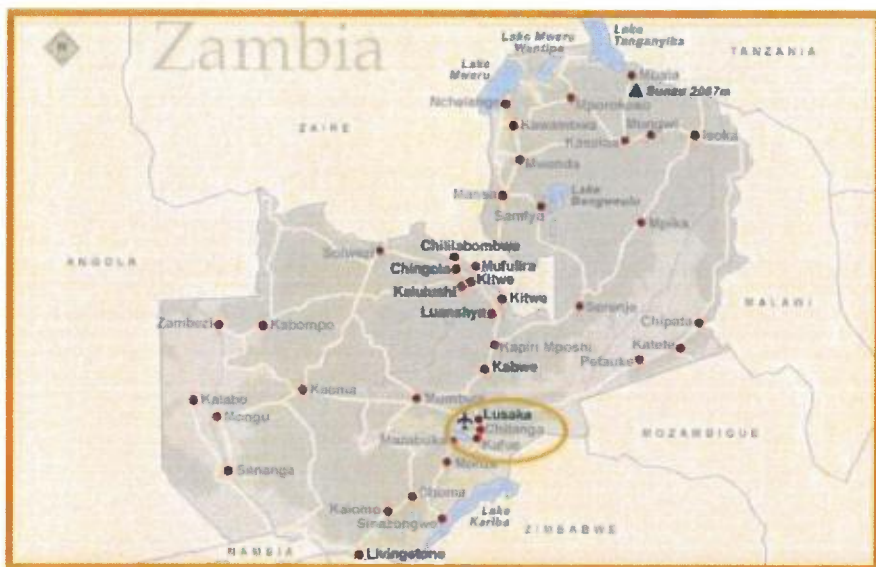 Zambia
Lake Mweru Wantipa
Lake Tanganyika
TANZANIA
Lake Mweru
Sunzu 2067m
Nchelenge
Mporokoso
ZAIRE
Kawambwa
Mungwi
Kasama
Isoka
Mwenda
Mansa
Lake Bangweulu
Samfya
Mpika
Chililabombwe
Solwezi
Chingola
Mufulira
ANGOLA
Kitwe
Kalulushi
Kitwe
MALAWI
Luanshya
Serenje
Zambezi
Kabompo
Chipata
Kapiri Mposhi
Katete
Petauke
Kabwe
Kalabo
Kaoma
Mumbwa
Mongu
Lusaka
Chilanga
Mazabuka
Kafue
MOZAMBIQUE
Monze
Senanga
Choma
Kalomo
Lake Kariba
Sinazongwe
ZIMBABWE
NAMIBIA
Livingstone